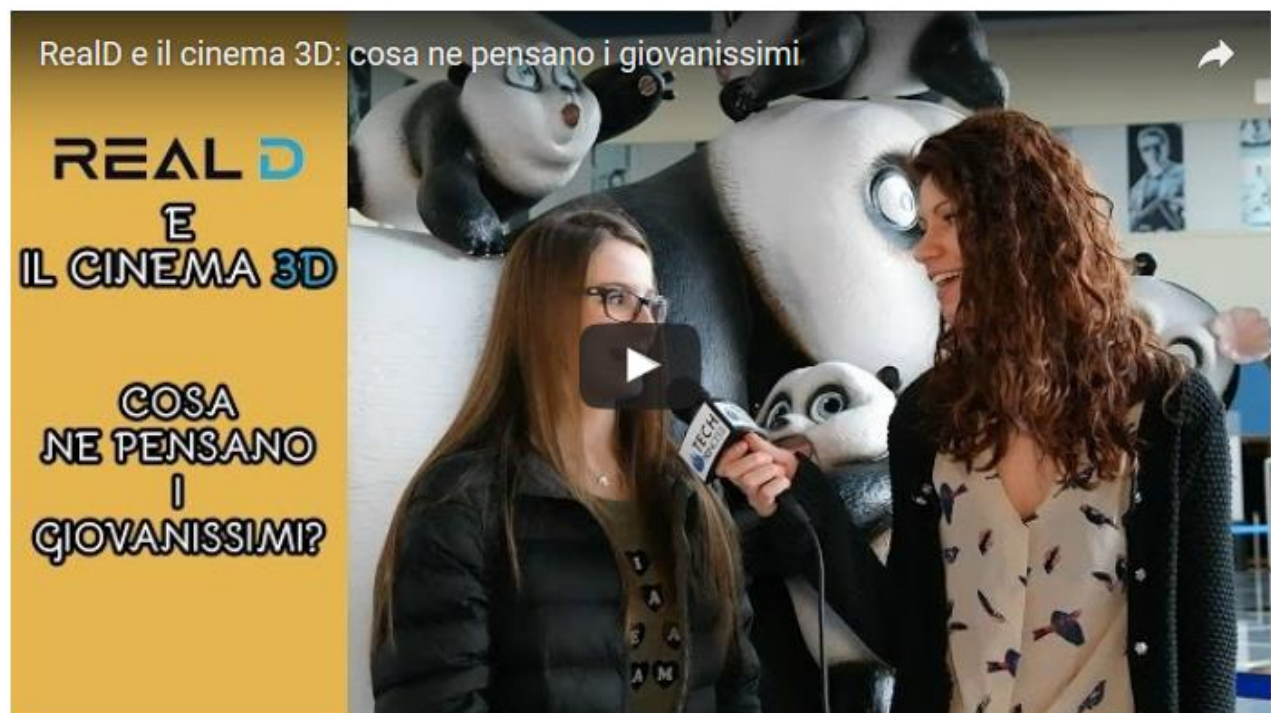 RealD e il cinema 3D: cosa ne pensano i giovanissimi
REAL D
E
IL CINEMA 3D
COSA
NE PENSANO
I
GIOVANISSIMI?
TECH